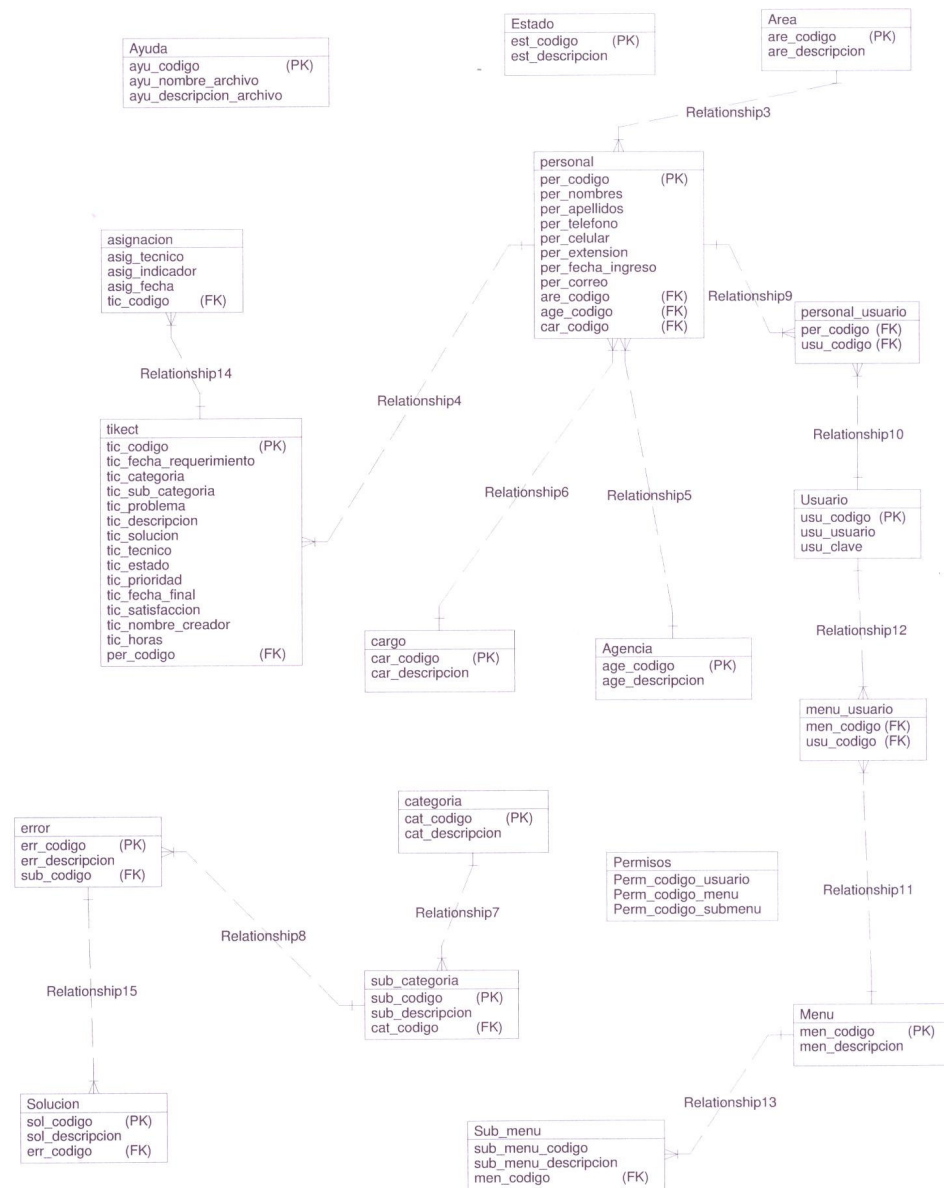 Ayuda
ayu_codigo (PK)
ayu_nombre_archivo
ayu_descripcion_archivo
Estado
est_codigo (PK)
est_descripcion
Area
are_codigo (PK)
are_descripcion
Relationship3
personal
per_codigo (PK)
per_nombres
per_apellidos
per_telefono
per_celular
per_extension
per_fecha_ingreso
per_correo
are_codigo (FK)
age_codigo (FK)
car_codigo (FK)
asignacion
asig_tecnico
asig_indicador
asig_fecha
tic_codigo (FK)
Relationship9
personal_usuario
per_codigo (FK)
usu_codigo (FK)
Relationship14
Relationship4
Relationship10
tikect
tic_codigo (PK)
tic_fecha_requerimiento
tic_categoria
tic_sub_categoria
tic_problema
tic_descripcion
tic_solucion
tic_tecnico
tic_estado
tic_prioridad
tic_fecha_final
tic_satisfaccion
tic_nombre_creador
tic_horas
per_codigo (FK)
Relationship6
Relationship5
Usuario
usu_codigo (PK)
usu_usuario
usu_clave
Relationship12
cargo
car_codigo (PK)
car_descripcion
Agencia
age_codigo (PK)
age_descripcion
menu_usuario
men_codigo (FK)
usu_codigo (FK)
categoria
cat_codigo (PK)
cat_descripcion
error
err_codigo (PK)
err_descripcion
sub_codigo (FK)
Permisos
Perm_codigo_usuario
Perm_codigo_menu
Perm_codigo_submenu
Relationship11
Relationship7
Relationship8
Relationship15
sub_categoria
sub_codigo (PK)
sub_descripcion
cat_codigo (FK)
Menu
men_codigo (PK)
men_descripcion
Relationship13
Solucion
sol_codigo (PK)
sol_descripcion
err_codigo (FK)
Sub_menu
sub_menu_codigo
sub_menu_descripcion
men_codigo (FK)